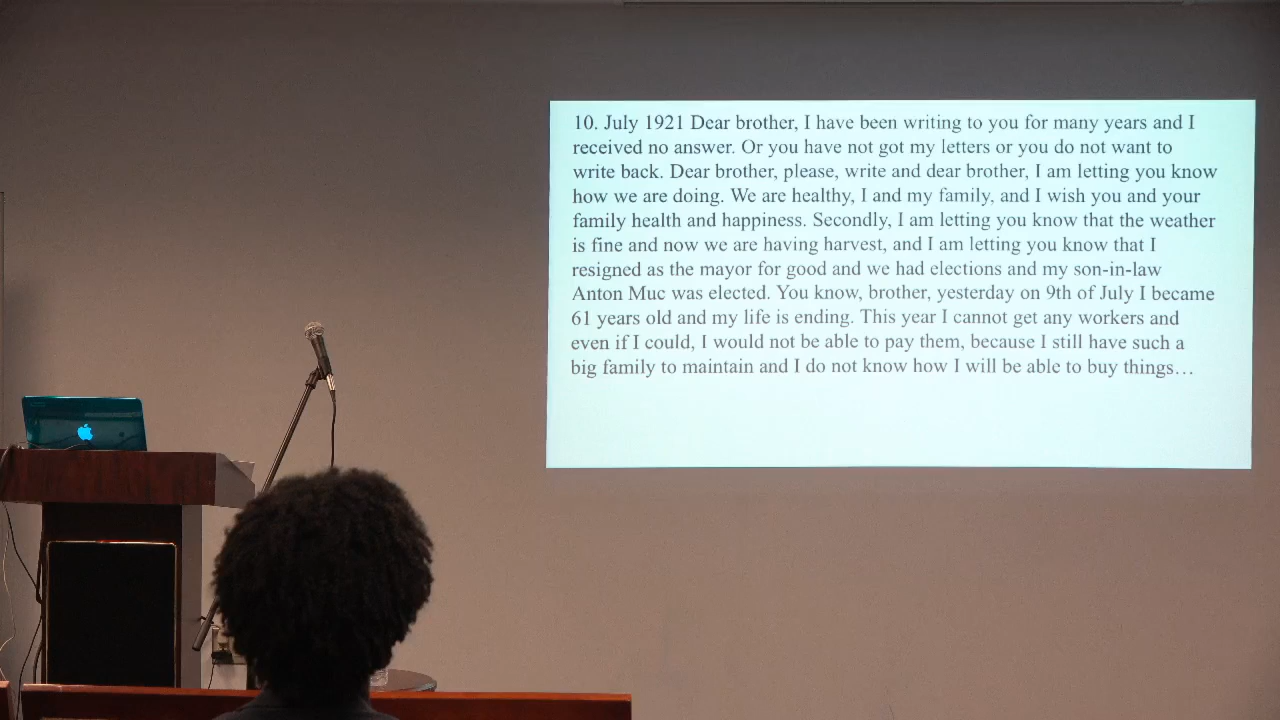 10. July 1921 Dear brother, I have been writing to you for many years and I
received no answer. Or you have not got my letters or you do not want to
write back. Dear brother, please, write and dear brother, I am letting you know
how we are doing. We are healthy, I and my family, and I wish you and your
family health and happiness. Secondly, I am letting you know that the weather
is fine and now we are having harvest, and I am letting you know that I
resigned as the mayor for good and we had elections and my son-in-law
Anton Muc was elected. You know, brother, yesterday on 9th of July I became
61 years old and my life is ending. This year I cannot get any workers and
even if I could, I would not be able to pay them, because I still have such a
big family to maintain and I do not know how I will be able to buy things…